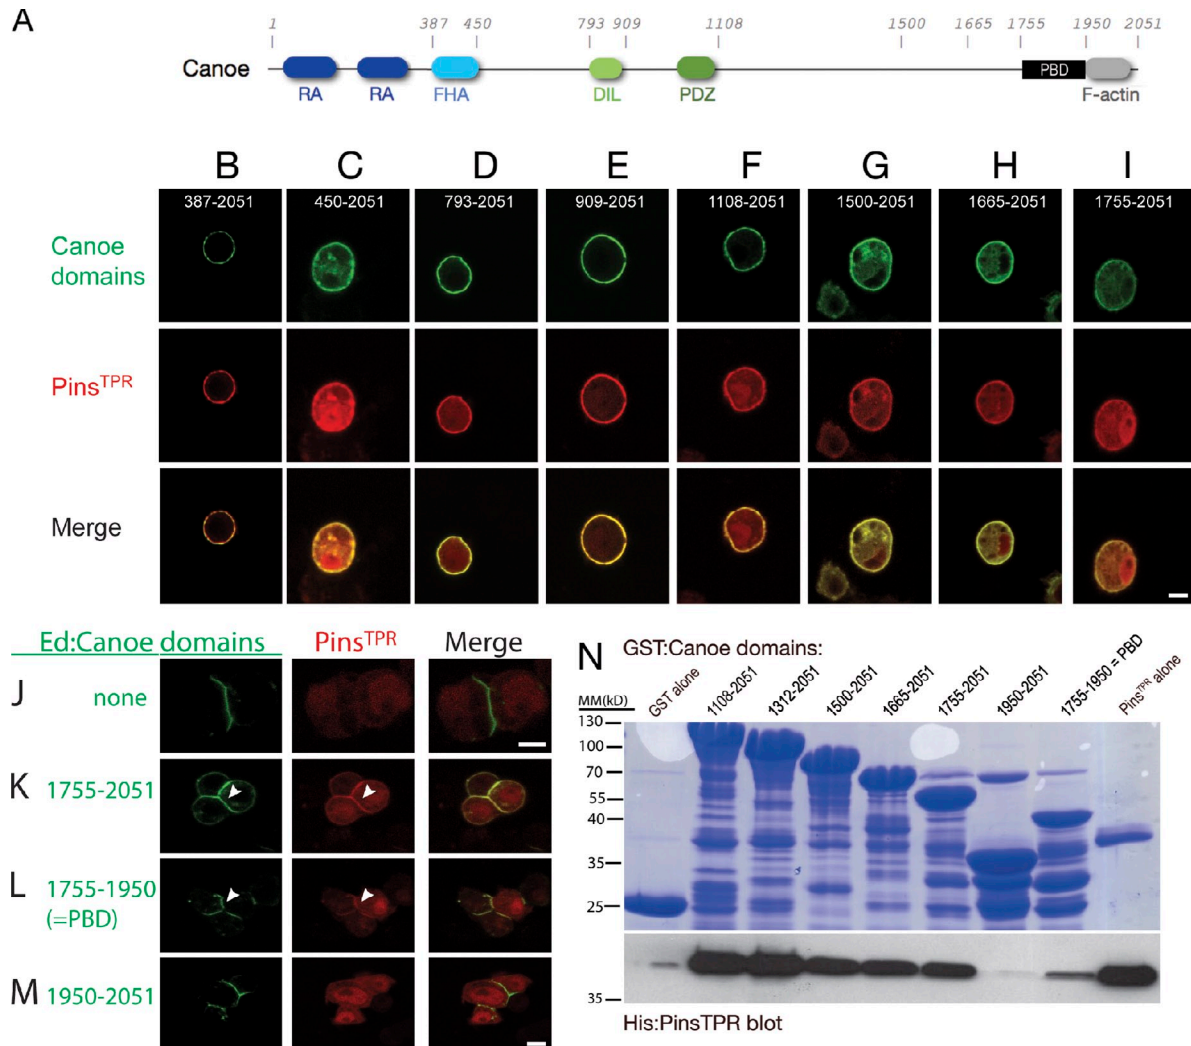 A
1 387 450 793 909 1108 1500 1665 1755 1950 2051
Canoe
PBD
RA RA FHA DIL PDZ F-actin
B C D E F G H I
387-2051 450-2051 793-2051 909-2051 1108-2051 1500-2051 1665-2051 1755-2051
Canoe
domains
PinsTPR
Merge
Ed:Canoe domains PinsTPR Merge
J none
K 1755-2051
L 1755-1950
(=PBD)
M 1950-2051
N GST:Canoe domains:
MM(kD)
GST alone
1108-2051
1312-2051
1500-2051
1665-2051
1755-2051
1950-2051
1755-1950 = PBD
PinsTPR alone
130
100
70
55
40
35
25
35
His:PinsTPR blot